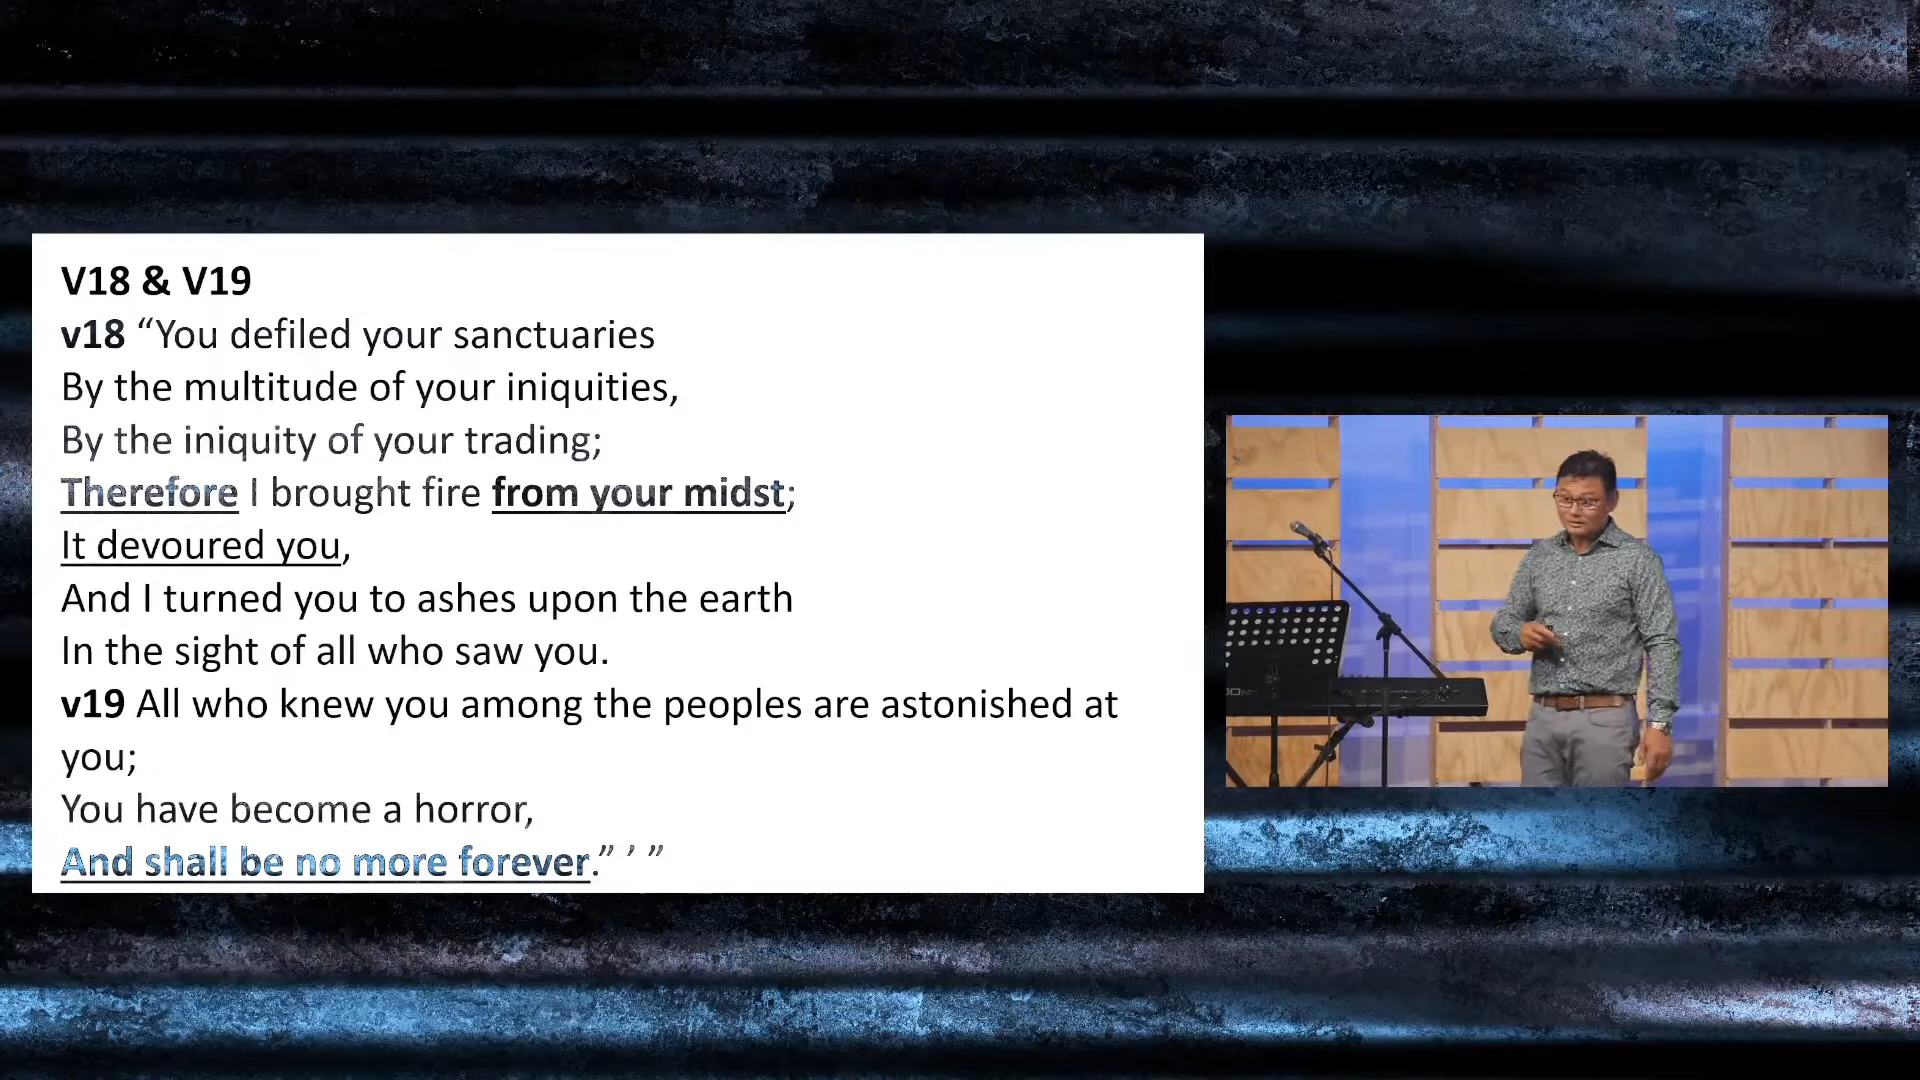 V18 & V19
v18 “You defiled your sanctuaries
By the multitude of your iniquities,
By the iniquity of your trading;
Therefore I brought fire from your midst;
It devoured you,
And I turned you to ashes upon the earth
In the sight of all who saw you.
v19 All who knew you among the peoples are astonished at
you;
You have become a horror,
And shall be no more forever.” ’ ”